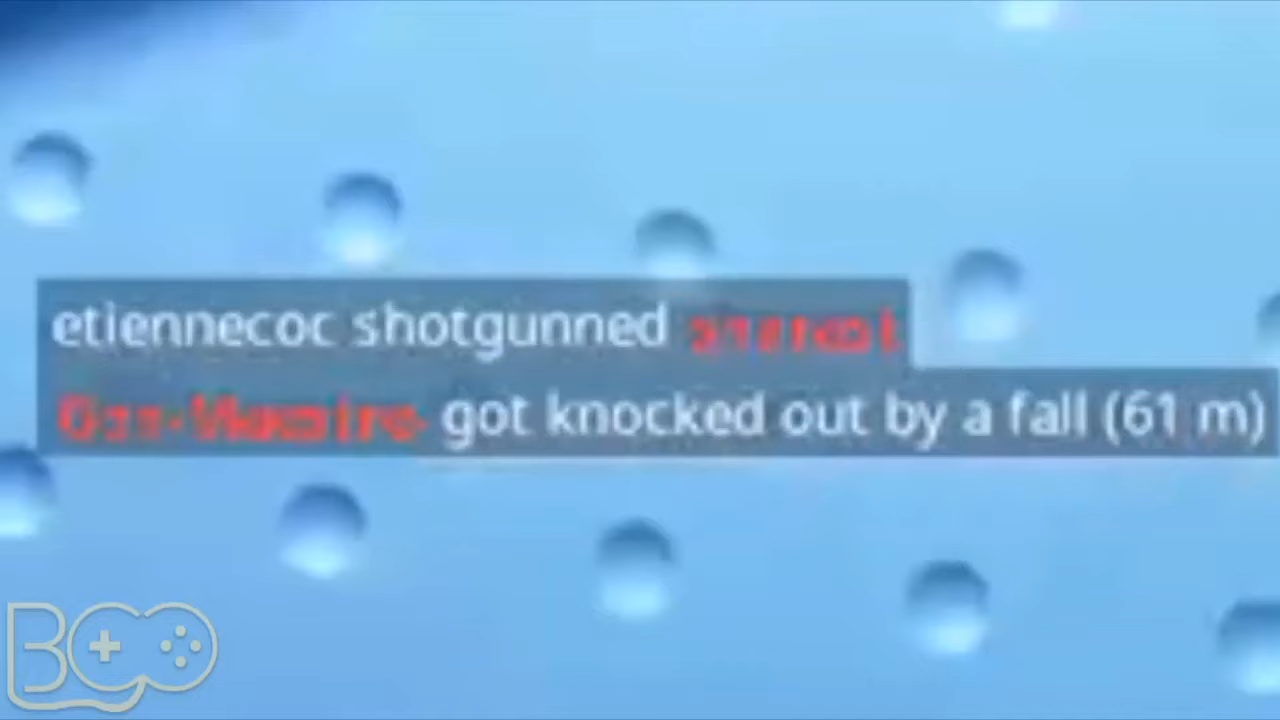 etiennecoc shotgunned
got knocked out by a fall (61 m)